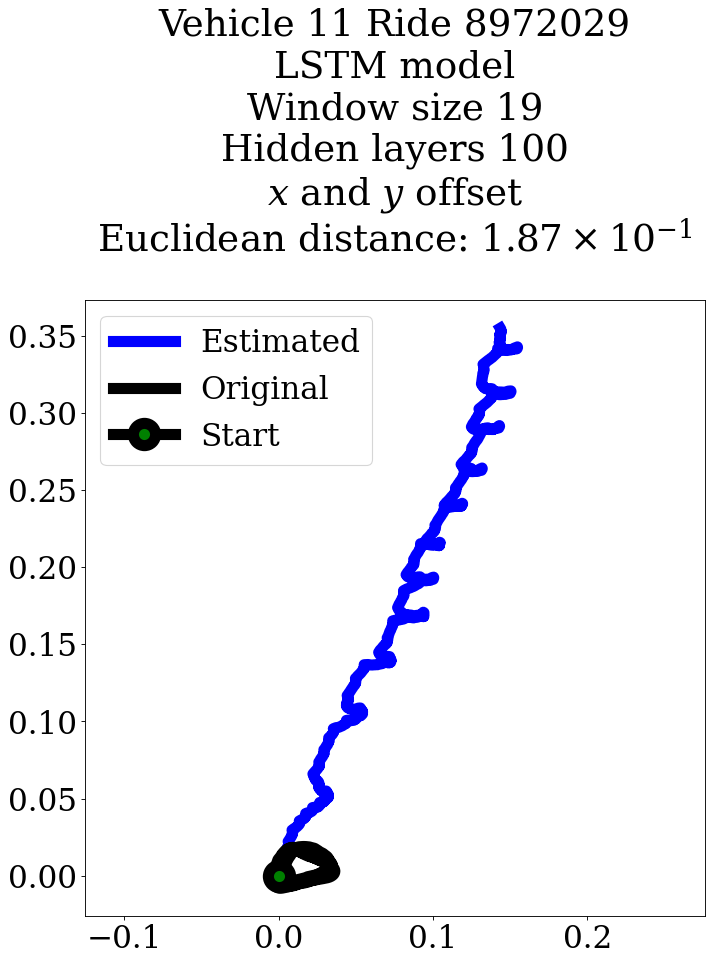 Vehicle 11 Ride 8972029
LSTM model
Window size 19
Hidden layers 100
x and y offset
Euclidean distance: 1.87 × 10⁻¹
Estimated
Original
Start
0.35
0.30
0.25
0.20
0.15
0.10
0.05
0.00
−0.1 0.0 0.1 0.2